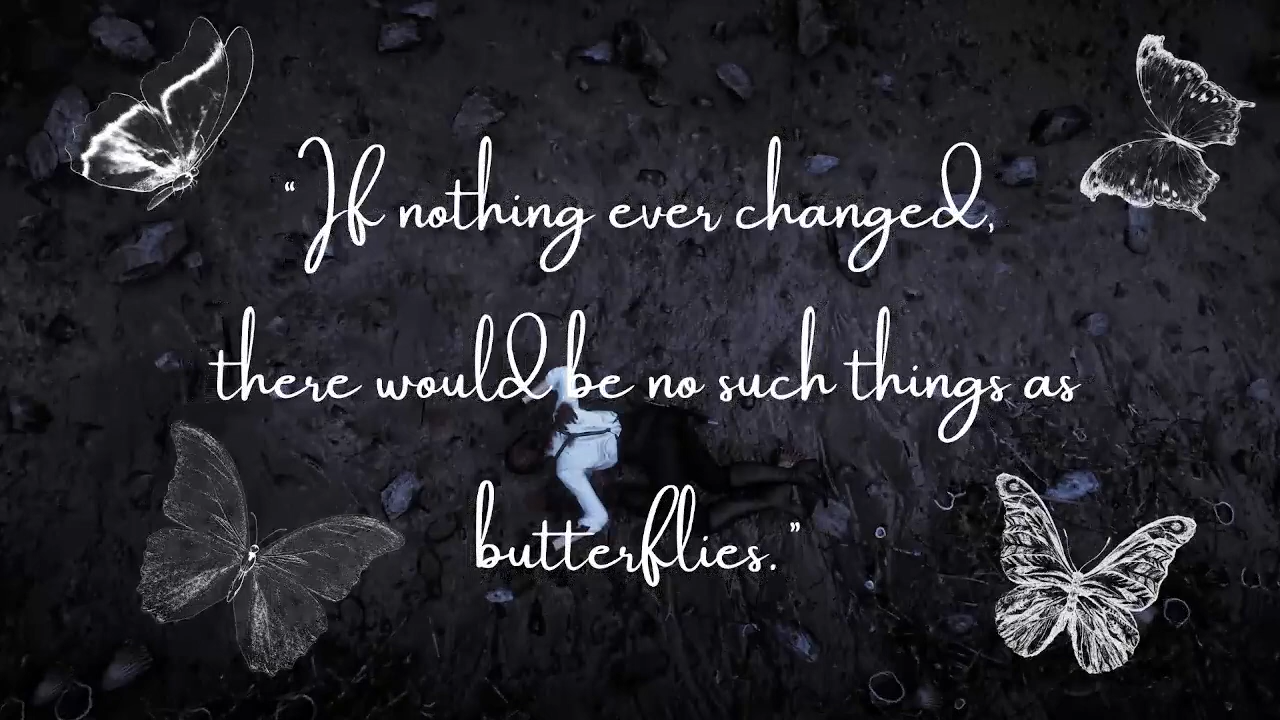 “If nothing ever changed,
there would be no such things as
butterflies.”